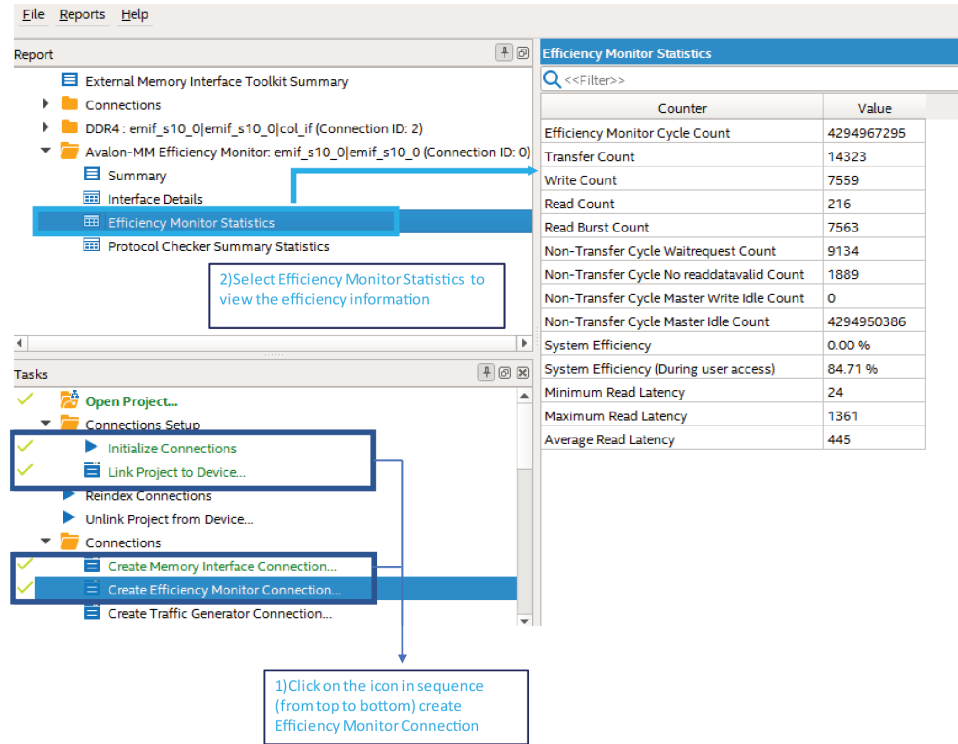 File Reports Help
Report
External Memory Interface Toolkit Summary
Connections
DDR4 : emif_s10_0|emif_s10_0|col_if (Connection ID: 2)
Avalon-MM Efficiency Monitor: emif_s10_0|emif_s10_0 (Connection ID: 0)
Summary
Interface Details
Efficiency Monitor Statistics
Protocol Checker Summary Statistics
2)Select Efficiency Monitor Statistics to
view the efficiency information
Tasks
Open Project...
Connections Setup
Initialize Connections
Link Project to Device...
Reindex Connections
Unlink Project from Device...
Connections
Create Memory Interface Connection...
Create Efficiency Monitor Connection...
Create Traffic Generator Connection...
1)Click on the icon in sequence
(from top to bottom) create
Efficiency Monitor Connection
Efficiency Monitor Statistics
<<Filter>>
Counter Value
Efficiency Monitor Cycle Count 4294967295
Transfer Count 14323
Write Count 7559
Read Count 216
Read Burst Count 7563
Non-Transfer Cycle Waitrequest Count 9134
Non-Transfer Cycle No readdatavalid Count 1889
Non-Transfer Cycle Master Write Idle Count 0
Non-Transfer Cycle Master Idle Count 4294950386
System Efficiency 0.00 %
System Efficiency (During user access) 84.71 %
Minimum Read Latency 24
Maximum Read Latency 1361
Average Read Latency 445